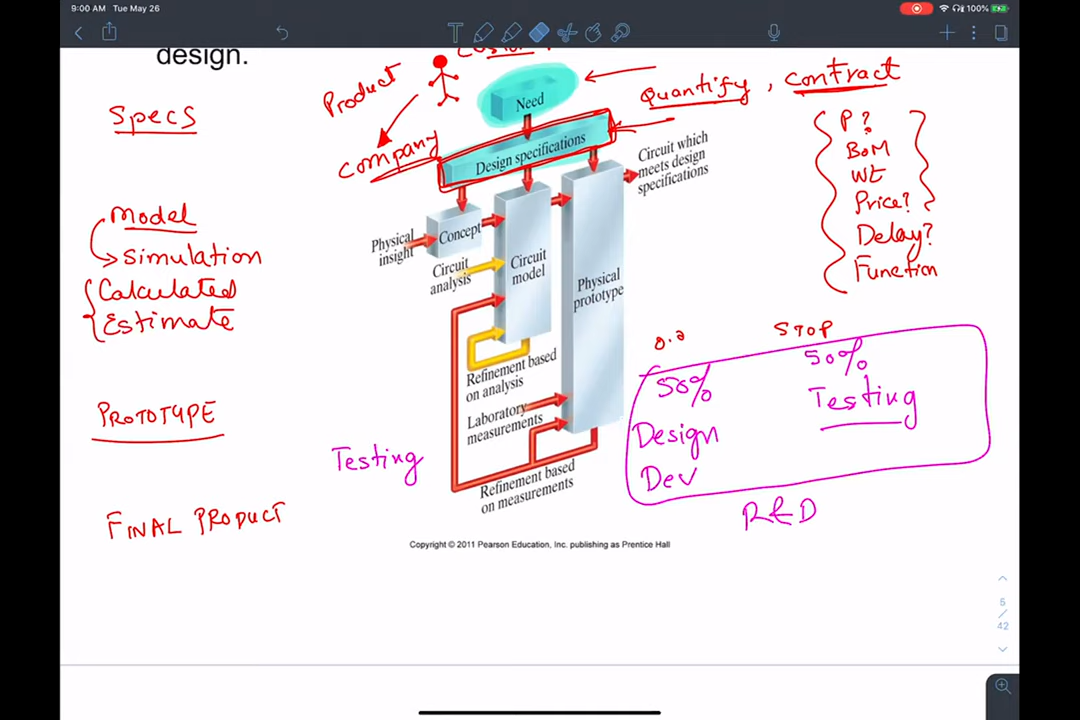 9:00 AM Tue May 26
100%
design.
Specs
Model
Simulation
Calculated
Estimate
PROTOTYPE
FINAL PRODUCT
Product
Company
Need
Design specifications
Quantify, contract
P?
BoM
Wt
Price?
Delay?
Function
Circuit which
meets design
specifications
Physical
insight
Concept
Circuit
analysis
Circuit
model
Physical
prototype
Refinement based
on analysis
Laboratory
measurements
Refinement based
on measurements
Testing
STOP
50%
Design
Dev
50%
Testing
R&D
Copyright © 2011 Pearson Education, Inc. publishing as Prentice Hall
5
/
42